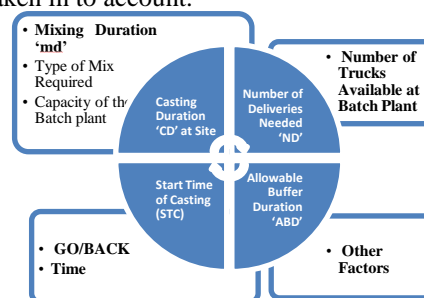 taken in to account.
• Mixing Duration
‘md’
• Type of Mix
Required
• Capacity of the
Batch plant
• Number of
Trucks
Available at
Batch Plant
Casting
Duration
‘CD’ at Site
Number of
Deliveries
Needed
‘ND’
Start Time
of Casting
(STC)
Allowable
Buffer
Duration
‘ABD’
• GO/BACK
• Time
• Other
Factors